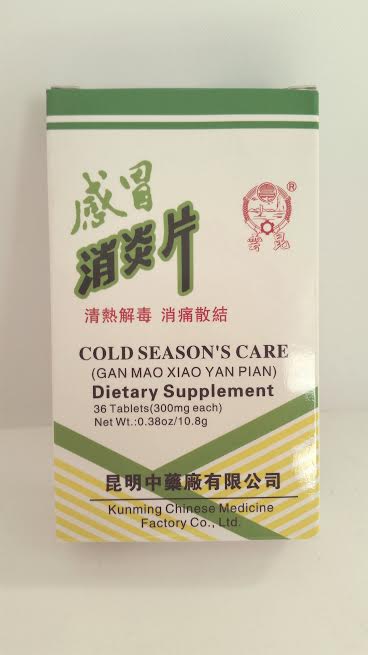 感冒
消炎片
®
雲昆
清熱解毒 消痛散結
COLD SEASON'S CARE
(GAN MAO XIAO YAN PIAN)
Dietary Supplement
36 Tablets(300mg each)
Net Wt.:0.38oz/10.8g
昆明中藥廠有限公司
Kunming Chinese Medicine
Factory Co., Ltd.